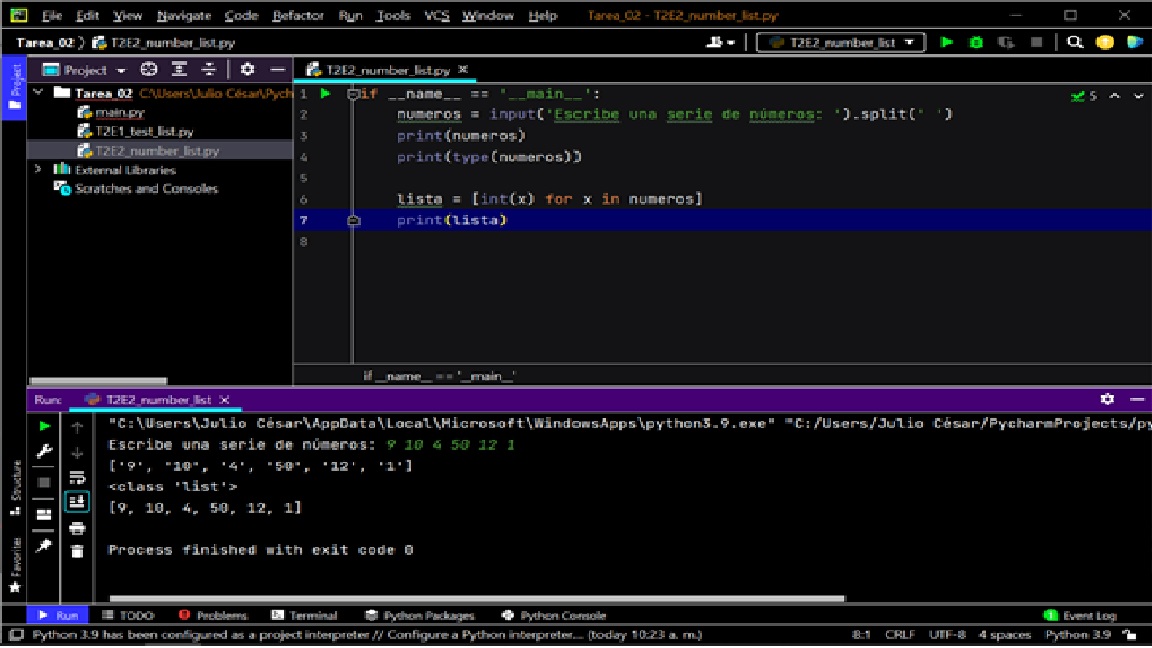 File Edit View Navigate Code Refactor Run Tools VCS Window Help Tarea_02 - T2E2_number_list.py
Tarea_02 T2E2_number_list.py T2E2_number_list
Project
Project
T2E2_number_list.py
Tarea_02 C:\Users\Julio César\Pych
main.py
T2E1_test_list.py
T2E2_number_list.py
External Libraries
Scratches and Consoles
1 if __name__ == '__main__':
2 numeros = input('Escribe una serie de números: ').split(' ')
3 print(numeros)
4 print(type(numeros))
5
6 lista = [int(x) for x in numeros]
7 print(lista)
8
5
if __name__ == '__main__'
Run: T2E2_number_list
"C:\Users\Julio César\AppData\Local\Microsoft\WindowsApps\python3.9.exe" "C:/Users/Julio César/PycharmProjects/py
Escribe una serie de números: 9 10 4 50 12 1
['9', '10', '4', '50', '12', '1']
<class 'list'>
[9, 10, 4, 50, 12, 1]
Process finished with exit code 0
Structure
Favorites
Run TODO Problems Terminal Python Packages Python Console 1 Event Log
Python 3.9 has been configured as a project interpreter // Configure a Python interpreter... (today 10:23 a. m.) 8:1 CRLF UTF-8 4 spaces Python 3.9